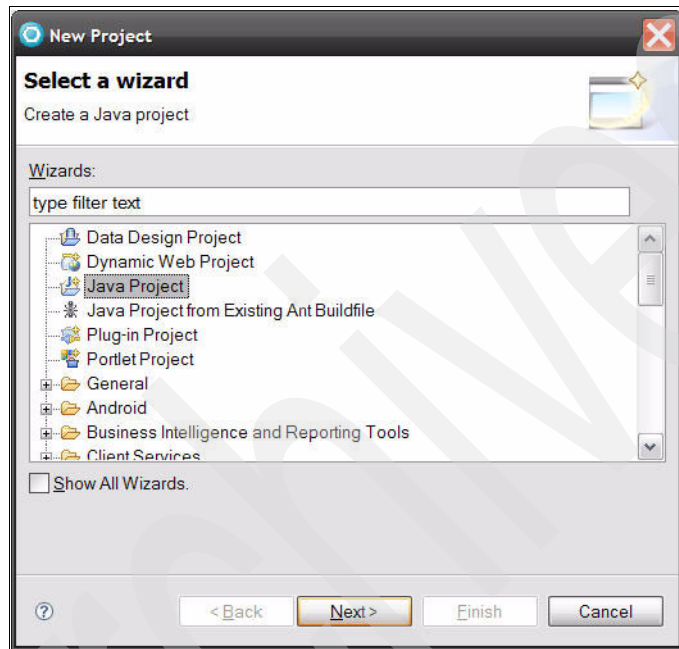 New Project
Select a wizard
Create a Java project
Wizards:
type filter text
Data Design Project
Dynamic Web Project
Java Project
Java Project from Existing Ant Buildfile
Plug-in Project
Portlet Project
General
Android
Business Intelligence and Reporting Tools
Client Services
Show All Wizards.
? < Back Next > Finish Cancel